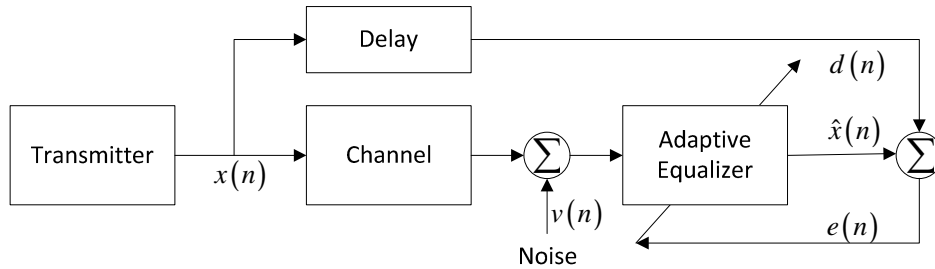 Delay
d(n)
Transmitter
x(n)
Channel
∑
v(n)
Noise
Adaptive
Equalizer
x̂(n)
∑
e(n)